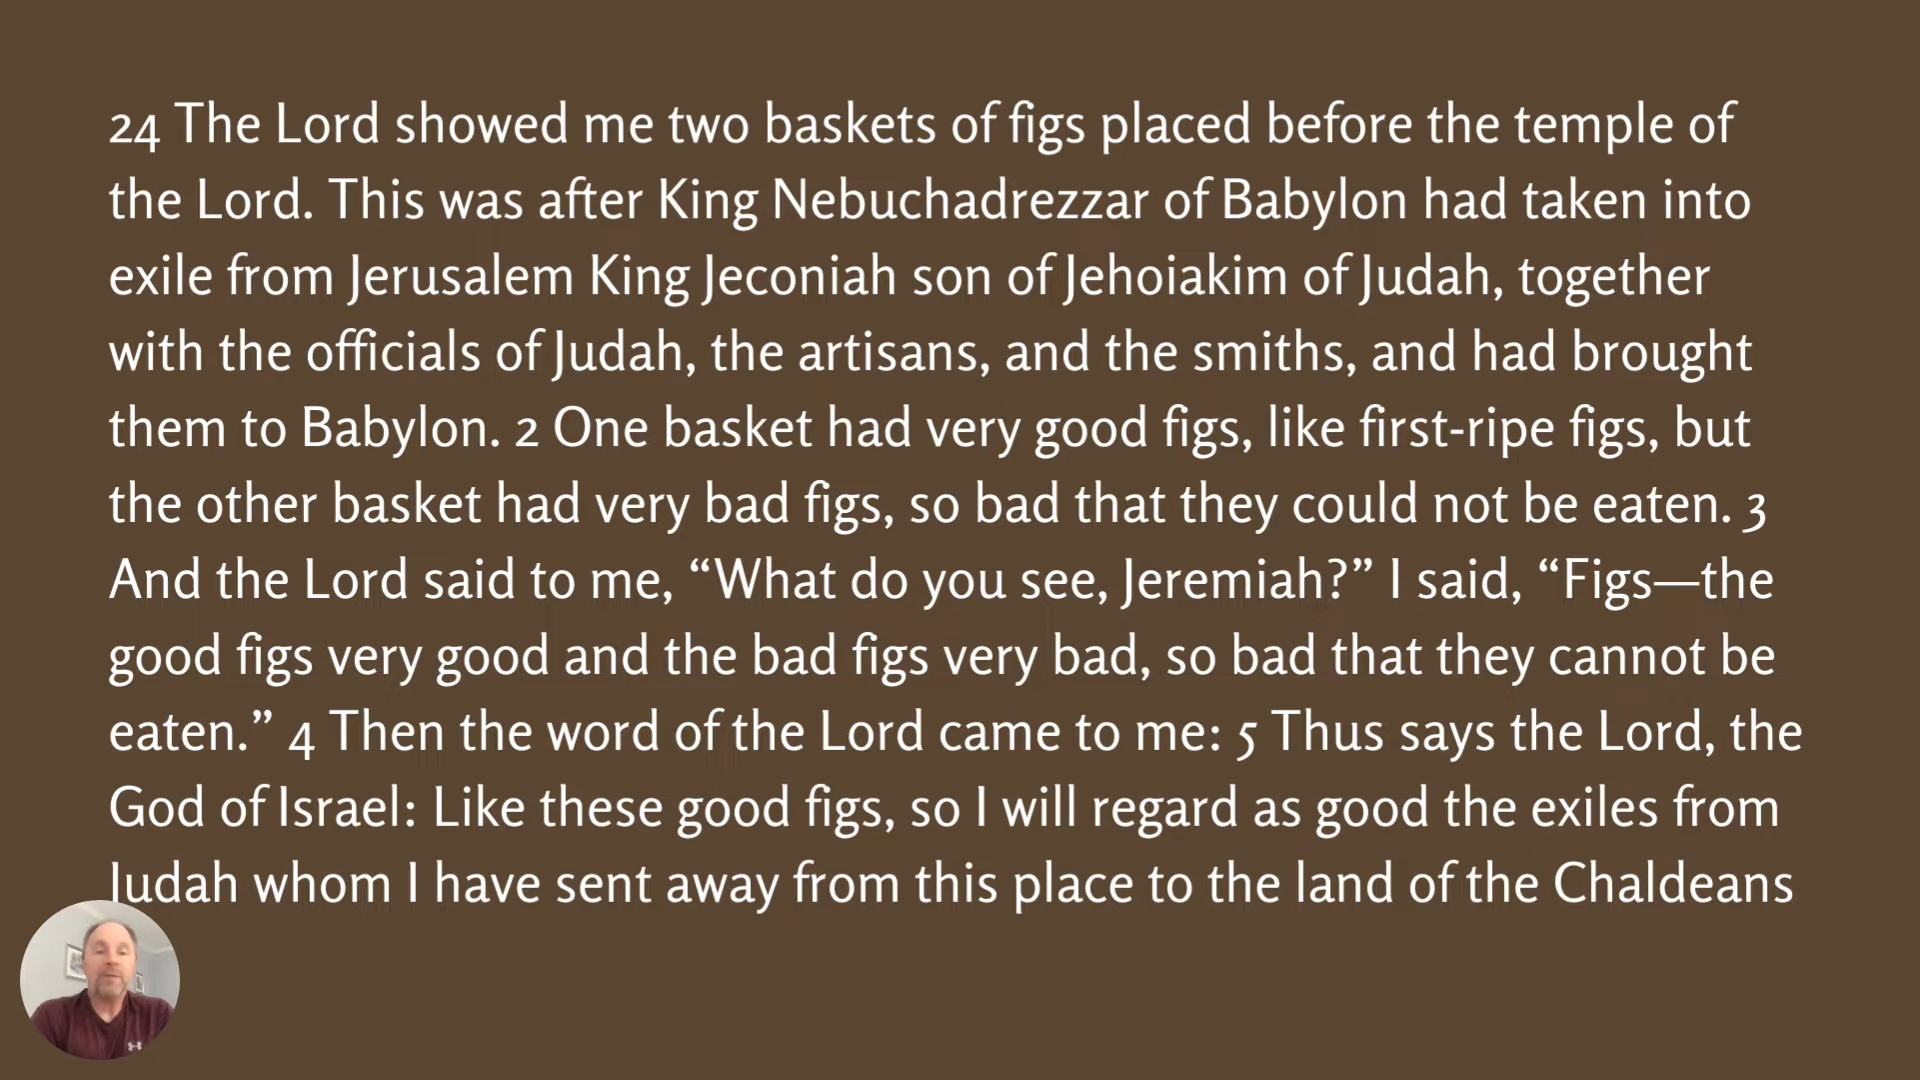 24 The Lord showed me two baskets of figs placed before the temple of
the Lord. This was after King Nebuchadrezzar of Babylon had taken into
exile from Jerusalem King Jeconiah son of Jehoiakim of Judah, together
with the officials of Judah, the artisans, and the smiths, and had brought
them to Babylon. 2 One basket had very good figs, like first-ripe figs, but
the other basket had very bad figs, so bad that they could not be eaten. 3
And the Lord said to me, “What do you see, Jeremiah?” I said, “Figs—the
good figs very good and the bad figs very bad, so bad that they cannot be
eaten.” 4 Then the word of the Lord came to me: 5 Thus says the Lord, the
God of Israel: Like these good figs, so I will regard as good the exiles from
Judah whom I have sent away from this place to the land of the Chaldeans